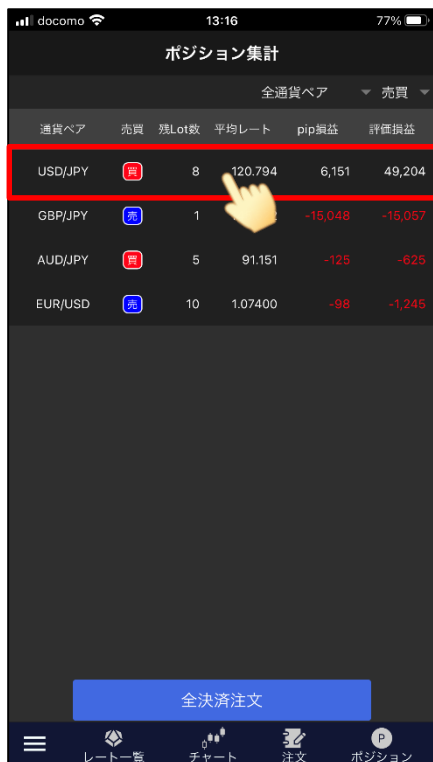 docomo 13:16 77%
ポジション集計
全通貨ペア 売買
通貨ペア 売買 残Lot数 平均レート pip損益 評価損益
USD/JPY 買 8 120.794 6,151 49,204
GBP/JPY 売 1 -15,048 -15,057
AUD/JPY 買 5 91.151 -125 -625
EUR/USD 売 10 1.07400 -98 -1,245
全決済注文
レート一覧 チャート 注文 P ポジション